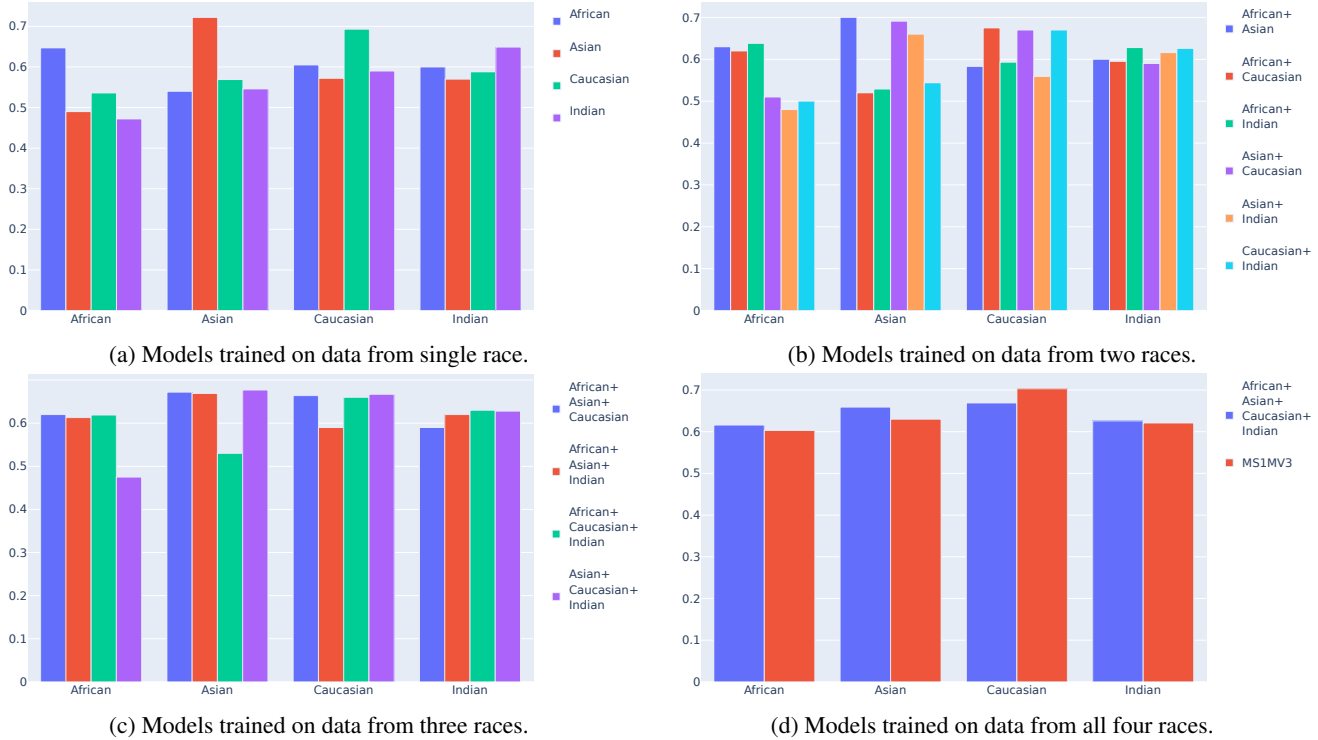 0.7
0.6
0.5
0.4
0.3
0.2
0.1
0
African
Asian
Caucasian
Indian
African
Asian
Caucasian
Indian
(a) Models trained on data from single race.
0.7
0.6
0.5
0.4
0.3
0.2
0.1
0
African
Asian
Caucasian
Indian
African+
Asian
African+
Caucasian
African+
Indian
Asian+
Caucasian
Asian+
Indian
Caucasian+
Indian
(b) Models trained on data from two races.
0.6
0.5
0.4
0.3
0.2
0.1
0
African
Asian
Caucasian
Indian
African+
Asian+
Caucasian
African+
Asian+
Indian
African+
Caucasian+
Indian
Asian+
Caucasian+
Indian
(c) Models trained on data from three races.
0.7
0.6
0.5
0.4
0.3
0.2
0.1
0
African
Asian
Caucasian
Indian
African+
Asian+
Caucasian+
Indian
MS1MV3
(d) Models trained on data from all four races.